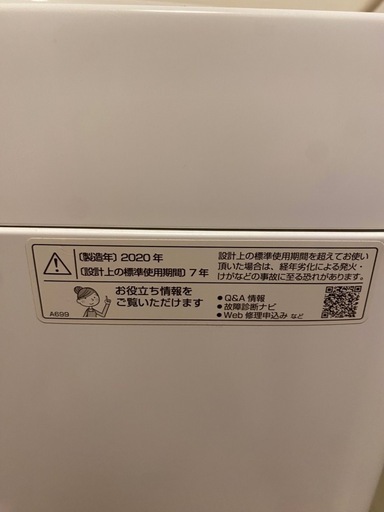 〔製造年〕2020年
〔設計上の標準使用期間〕7年
設計上の標準使用期間を超えてお使い
頂いた場合は、経年劣化による発火・
けがなどの事故に至る恐れがあります。
お役立ち情報を
ご覧いただけます
● Q&A 情報
● 故障診断ナビ
● Web 修理申込み など
A699